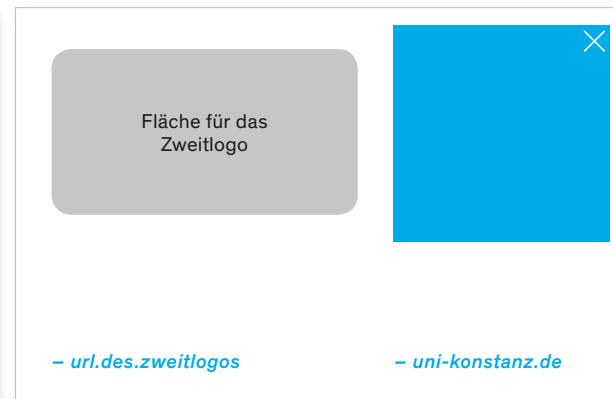 Fläche für das
Zweitlogo
– url.des.zweitlogos
– uni-konstanz.de